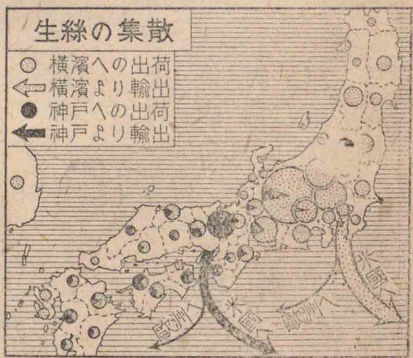 生絲の集散
橫濱への出荷
橫濱より輸出
神戸への出荷
神戸より輸出
歐洲へ
米國へ
歐洲へ
米國へ